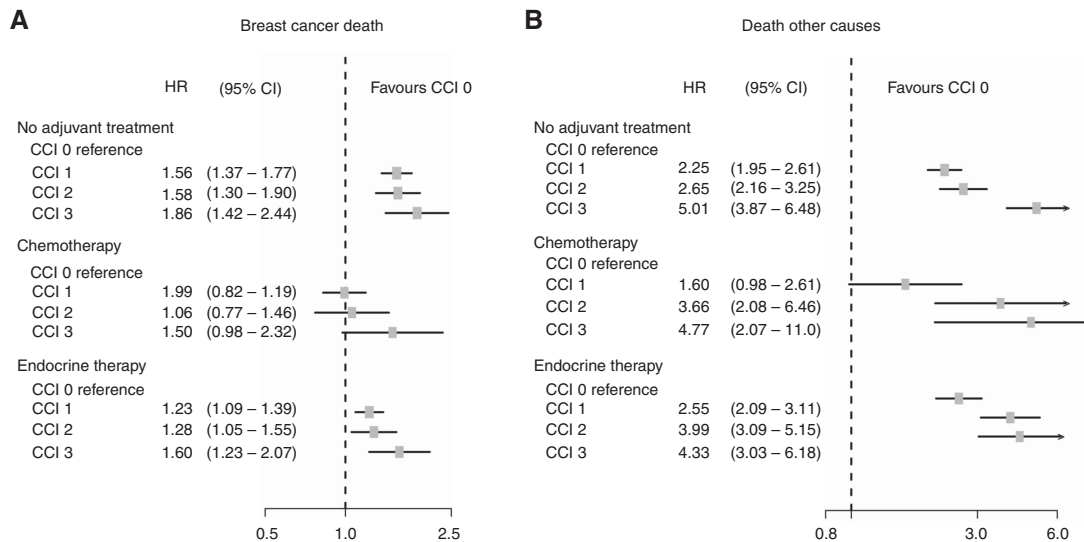 A
Breast cancer death
HR (95% CI) Favours CCI 0
No adjuvant treatment
CCI 0 reference
CCI 1 1.56 (1.37 – 1.77)
CCI 2 1.58 (1.30 – 1.90)
CCI 3 1.86 (1.42 – 2.44)
Chemotherapy
CCI 0 reference
CCI 1 1.99 (0.82 – 1.19)
CCI 2 1.06 (0.77 – 1.46)
CCI 3 1.50 (0.98 – 2.32)
Endocrine therapy
CCI 0 reference
CCI 1 1.23 (1.09 – 1.39)
CCI 2 1.28 (1.05 – 1.55)
CCI 3 1.60 (1.23 – 2.07)
0.5 1.0 2.5
B
Death other causes
HR (95% CI) Favours CCI 0
No adjuvant treatment
CCI 0 reference
CCI 1 2.25 (1.95 – 2.61)
CCI 2 2.65 (2.16 – 3.25)
CCI 3 5.01 (3.87 – 6.48)
Chemotherapy
CCI 0 reference
CCI 1 1.60 (0.98 – 2.61)
CCI 2 3.66 (2.08 – 6.46)
CCI 3 4.77 (2.07 – 11.0)
Endocrine therapy
CCI 0 reference
CCI 1 2.55 (2.09 – 3.11)
CCI 2 3.99 (3.09 – 5.15)
CCI 3 4.33 (3.03 – 6.18)
0.8 3.0 6.0